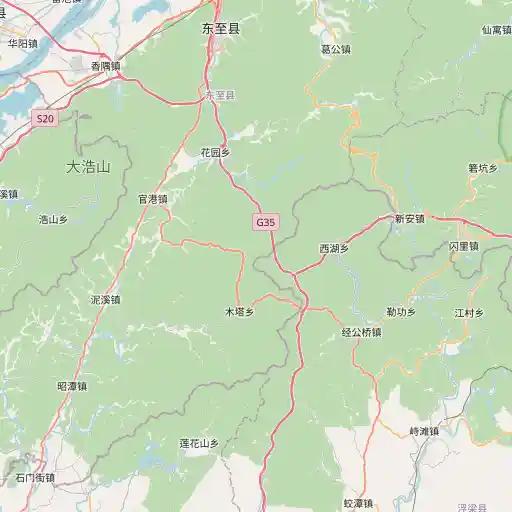 东至县
仙寓镇
华阳镇
葛公镇
香隅镇
东至县
S20
花园乡
大浩山
箬坑乡
官港镇
浩山乡
G35
新安镇
西湖乡
闪里镇
泥溪镇
木塔乡
勒功乡
江村乡
经公桥镇
昭潭镇
峙滩镇
莲花山乡
石门街镇
蛟潭镇
浮梁县